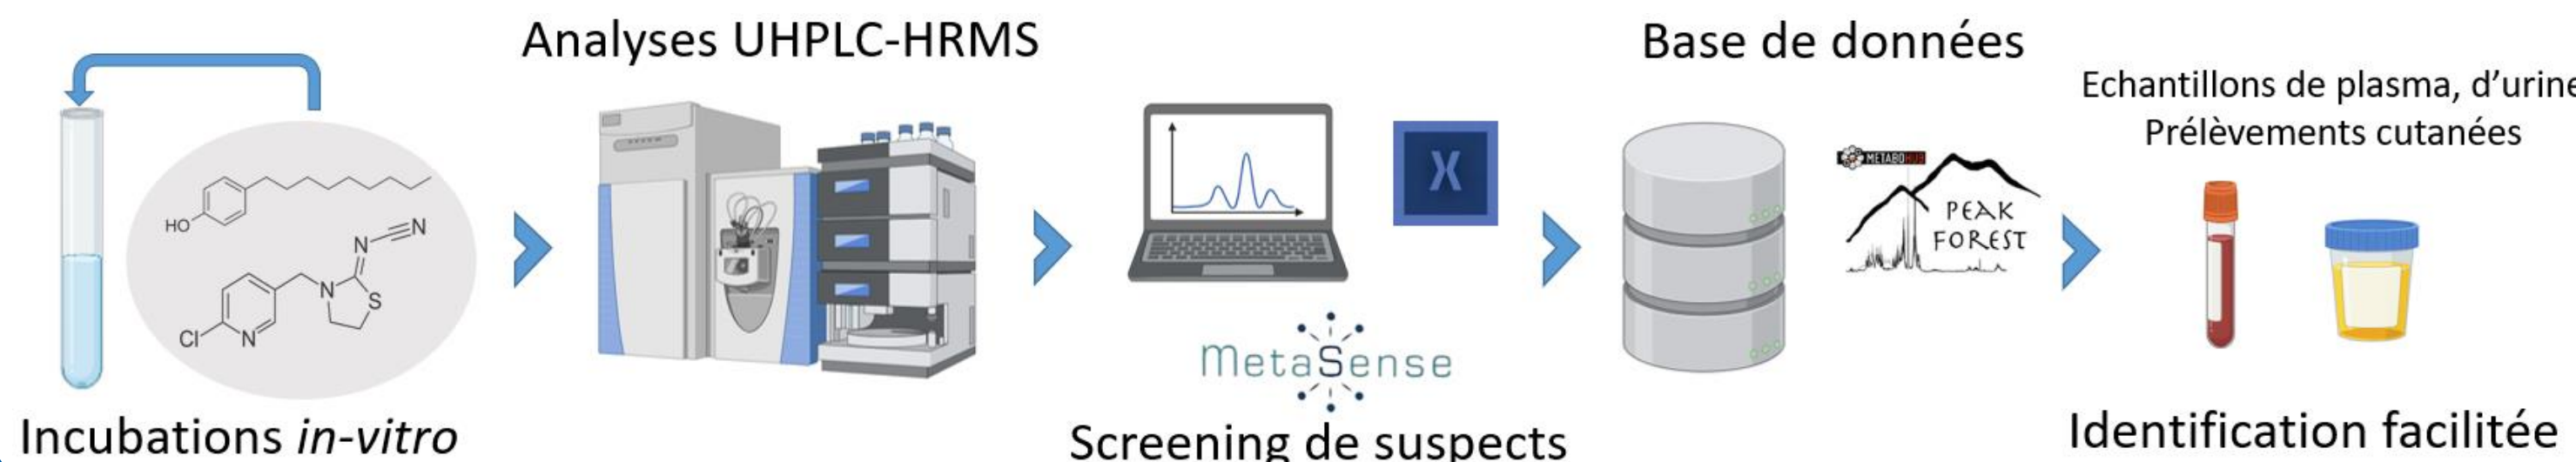 Analyses UHPLC-HRMS
Base de données
Echantillons de plasma, d’urine
Prélèvements cutanées
HO
N
N
N
S
Cl
N
X
METABOHUB
PEAK
FOREST
MetaSense
Incubations in-vitro
Screening de suspects
Identification facilitée